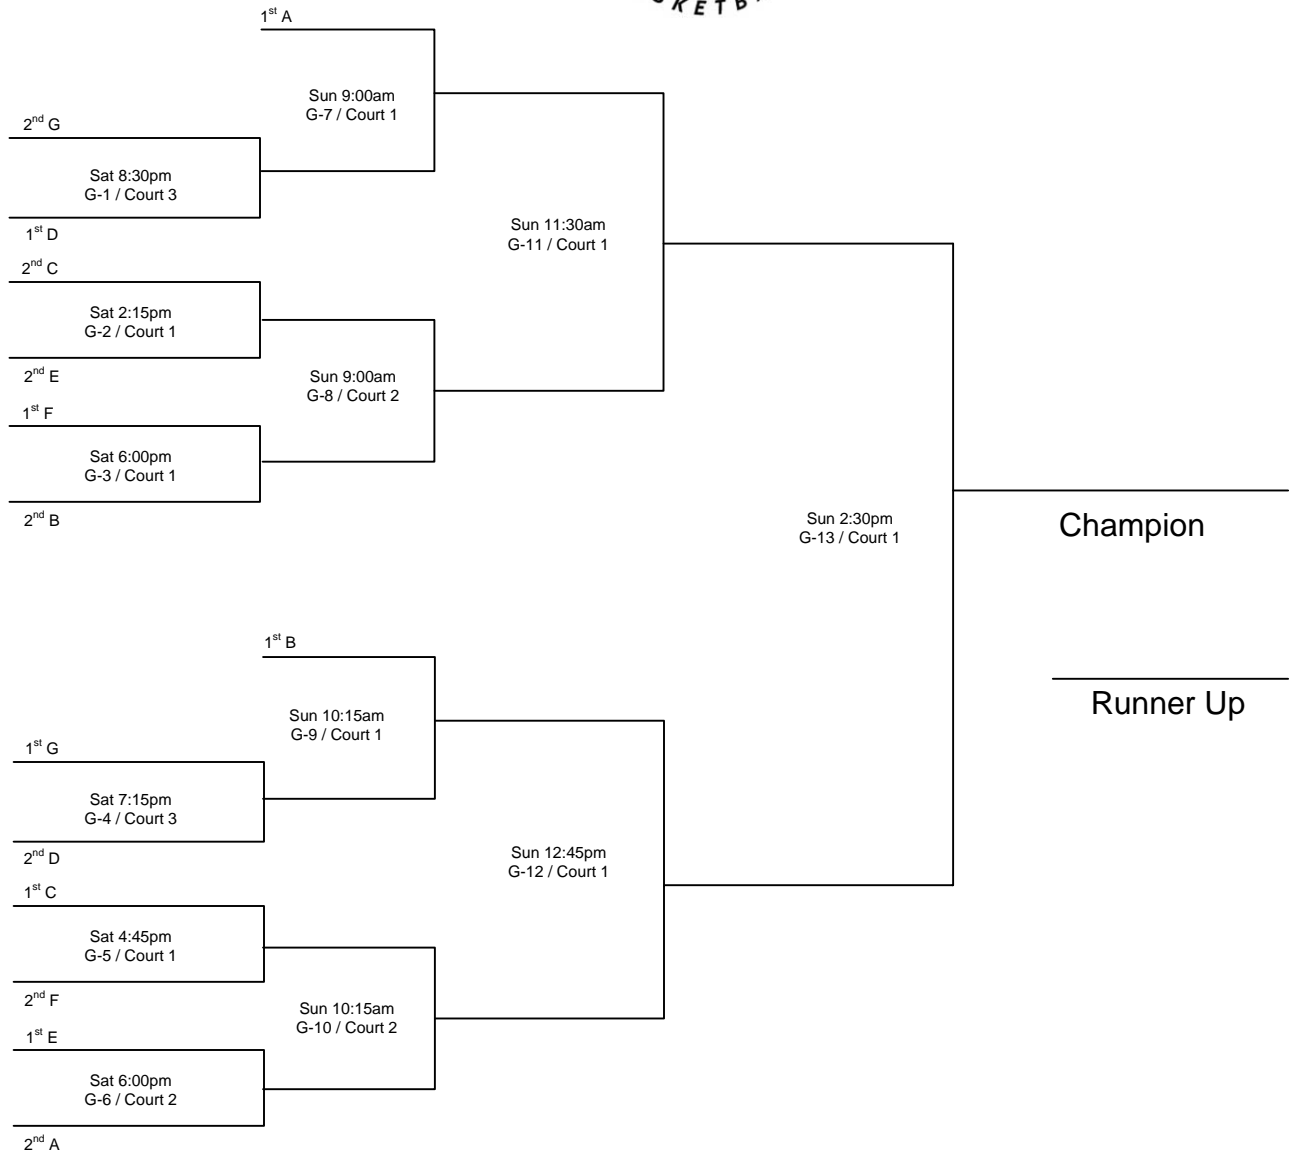 1st A
Sun 9:00am
G-7 / Court 1
2nd G
Sat 8:30pm
G-1 / Court 3
1st D
Sun 11:30am
G-11 / Court 1
2nd C
Sat 2:15pm
G-2 / Court 1
2nd E
Sun 9:00am
G-8 / Court 2
1st F
Sat 6:00pm
G-3 / Court 1
2nd B
Sun 2:30pm
G-13 / Court 1
Champion
1st B
Sun 10:15am
G-9 / Court 1
Runner Up
1st G
Sat 7:15pm
G-4 / Court 3
2nd D
Sun 12:45pm
G-12 / Court 1
1st C
Sat 4:45pm
G-5 / Court 1
2nd F
Sun 10:15am
G-10 / Court 2
1st E
Sat 6:00pm
G-6 / Court 2
2nd A